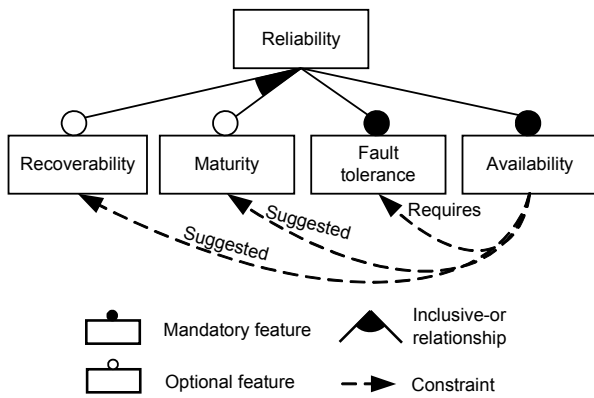 Reliability
Recoverability
Maturity
Fault
tolerance
Availability
Requires
Suggested
Suggested
Mandatory feature
Inclusive-or
relationship
Optional feature
Constraint